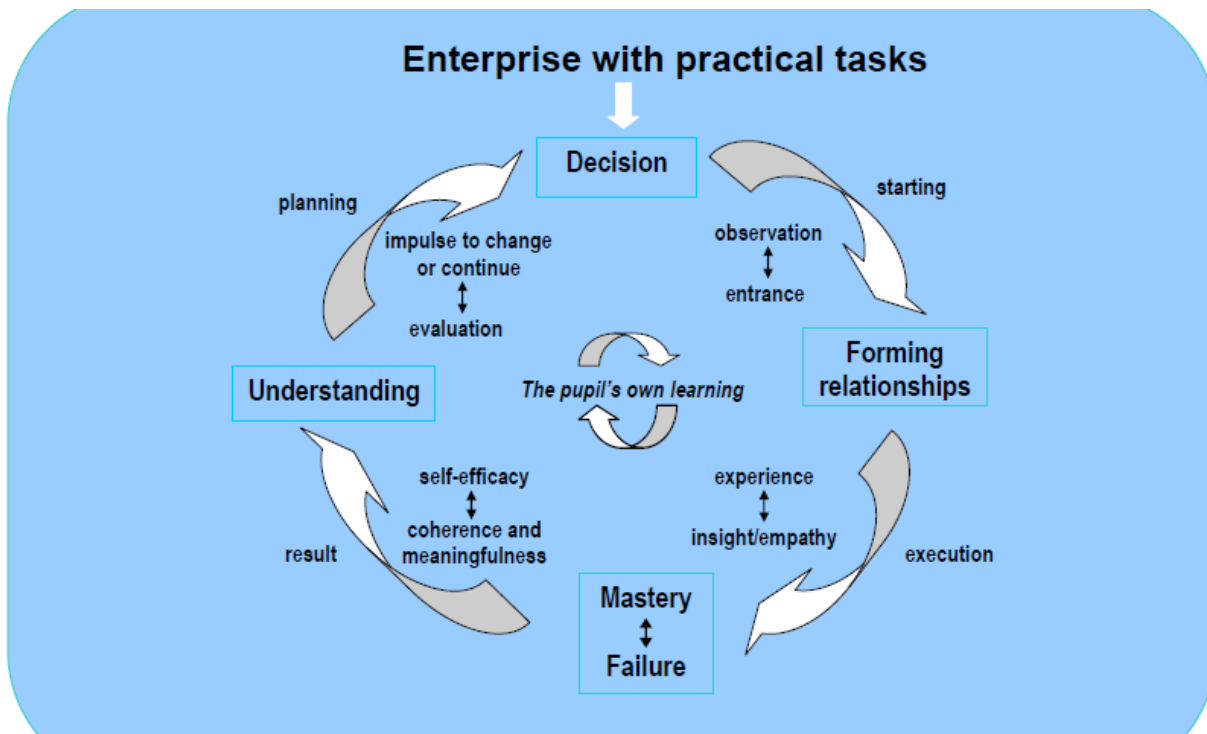 Enterprise with practical tasks
Decision
starting
planning
observation
impulse to change
or continue
entrance
evaluation
Forming
relationships
Understanding
The pupil's own learning
self-efficacy
experience
coherence and
meaningfulness
insight/empathy
result
execution
Mastery
Failure